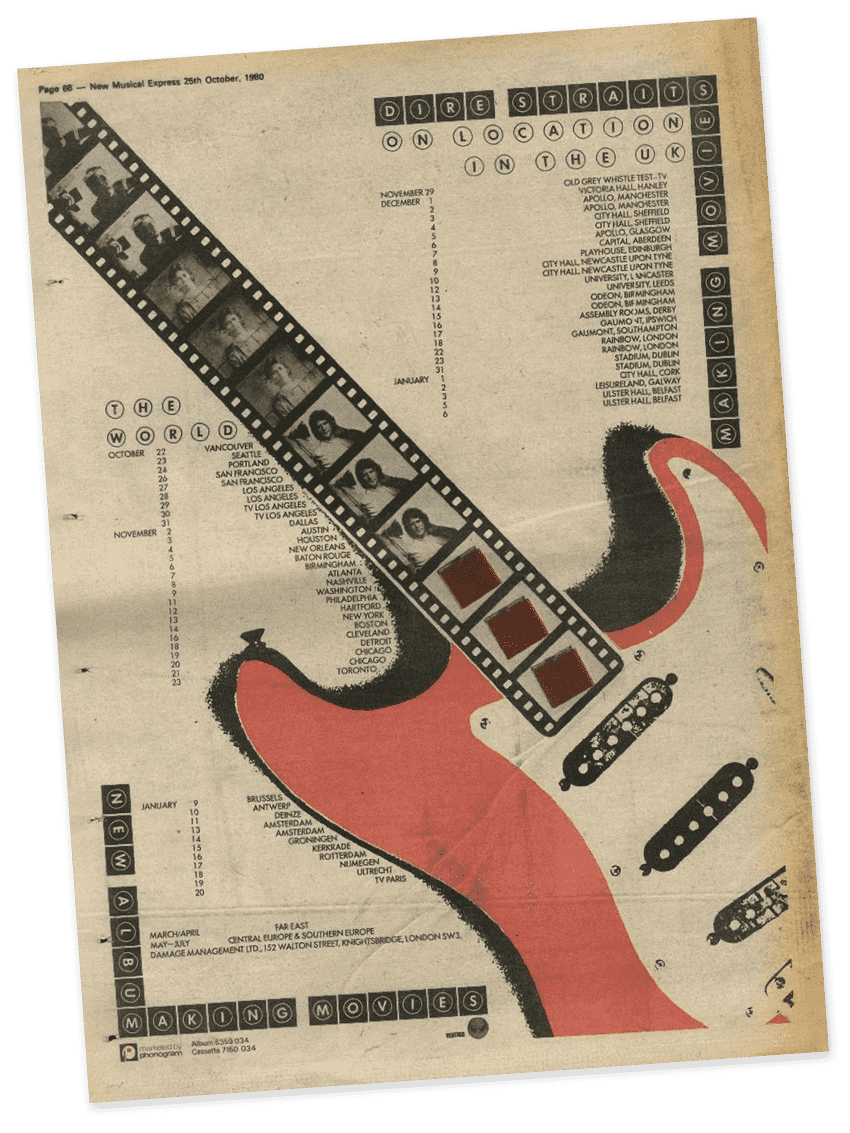 Page 68 — New Musical Express 25th October, 1980
DIRE STRAITS
ON LOCATION
IN THE UK
MAKING MOVIE
NOVEMBER 29 OLD GREY WHISTLE TEST–TV
DECEMBER 1 VICTORIA HALL, HANLEY
2 APOLLO, MANCHESTER
3 APOLLO, MANCHESTER
4 CITY HALL, SHEFFIELD
5 CITY HALL, SHEFFIELD
6 APOLLO, GLASGOW
7 CAPITAL, ABERDEEN
8 PLAYHOUSE, EDINBURGH
9 CITY HALL, NEWCASTLE UPON TYNE
10 CITY HALL, NEWCASTLE UPON TYNE
12 UNIVERSITY, LANCASTER
13 UNIVERSITY, LEEDS
14 ODEON, BIRMINGHAM
15 ODEON, BIRMINGHAM
16 ASSEMBLY ROOMS, DERBY
17 GAUMONT, IPSWICH
18 GAUMONT, SOUTHAMPTON
22 RAINBOW, LONDON
23 RAINBOW, LONDON
31 STADIUM, DUBLIN
JANUARY 1 STADIUM, DUBLIN
2 CITY HALL, CORK
3 LEISURELAND, GALWAY
5 ULSTER HALL, BELFAST
6 ULSTER HALL, BELFAST
THE
WORLD
OCTOBER 22 VANCOUVER
23 SEATTLE
24 PORTLAND
26 SAN FRANCISCO
27 SAN FRANCISCO
28 LOS ANGELES
29 LOS ANGELES
30 TV LOS ANGELES
31 TV LOS ANGELES
NOVEMBER 2 DALLAS
3 AUSTIN
4 HOUSTON
5 NEW ORLEANS
6 BATON ROUGE
7 BIRMINGHAM
8 ATLANTA
9 NASHVILLE
11 WASHINGTON
12 PHILADELPHIA
13 HARTFORD
14 NEW YORK
16 BOSTON
18 CLEVELAND
19 DETROIT
20 CHICAGO
21 CHICAGO
23 TORONTO
JANUARY 9 BRUSSELS
10 ANTWERP
11 DEINZE
13 AMSTERDAM
14 AMSTERDAM
15 GRONINGEN
16 KERKRADE
17 ROTTERDAM
18 NIJMEGEN
19 ULTRECHT
20 TV PARIS
MARCH/APRIL FAR EAST
MAY–JULY CENTRAL EUROPE & SOUTHERN EUROPE
DAMAGE MANAGEMENT LTD., 152 WALTON STREET, KNIGHTSBRIDGE, LONDON SW3.
NEW ALBU
MAKING MOVIES
marketed by
phonogram
Album 6359 034
Cassette 7150 034
VERTIGO